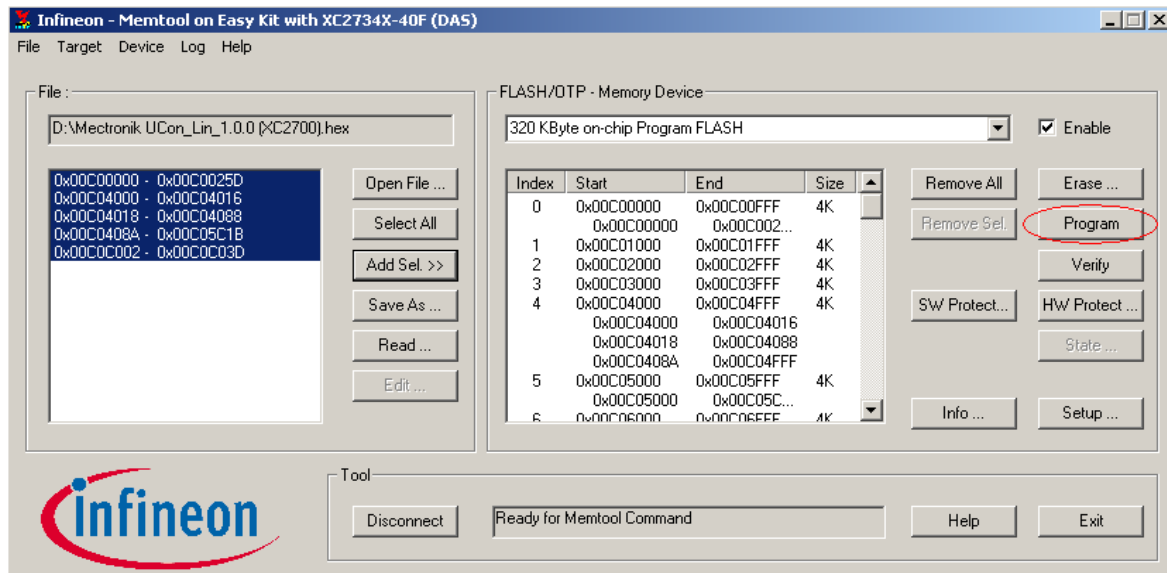 Infineon - Memtool on Easy Kit with XC2734X-40F (DAS)
File Target Device Log Help
File :
D:\Mectronik UCon_Lin_1.0.0 (XC2700).hex
0x00C00000 - 0x00C0025D
0x00C04000 - 0x00C04016
0x00C04018 - 0x00C04088
0x00C0408A - 0x00C05C1B
0x00C0C002 - 0x00C0C03D
Open File ...
Select All
Add Sel. >>
Save As ...
Read ...
Edit ...
FLASH/OTP - Memory Device
320 KByte on-chip Program FLASH
Enable
Index Start End Size
0 0x00C00000 0x00C00FFF 4K
0x00C00000 0x00C002...
1 0x00C01000 0x00C01FFF 4K
2 0x00C02000 0x00C02FFF 4K
3 0x00C03000 0x00C03FFF 4K
4 0x00C04000 0x00C04FFF 4K
0x00C04000 0x00C04016
0x00C04018 0x00C04088
0x00C0408A 0x00C04FFF
5 0x00C05000 0x00C05FFF 4K
0x00C05000 0x00C05C...
6 0x00C06000 0x00C06FFF 4K
Remove All
Erase ...
Remove Sel.
Program
Verify
SW Protect...
HW Protect ...
State ...
Info ...
Setup ...
infineon
Tool
Disconnect
Ready for Memtool Command
Help
Exit